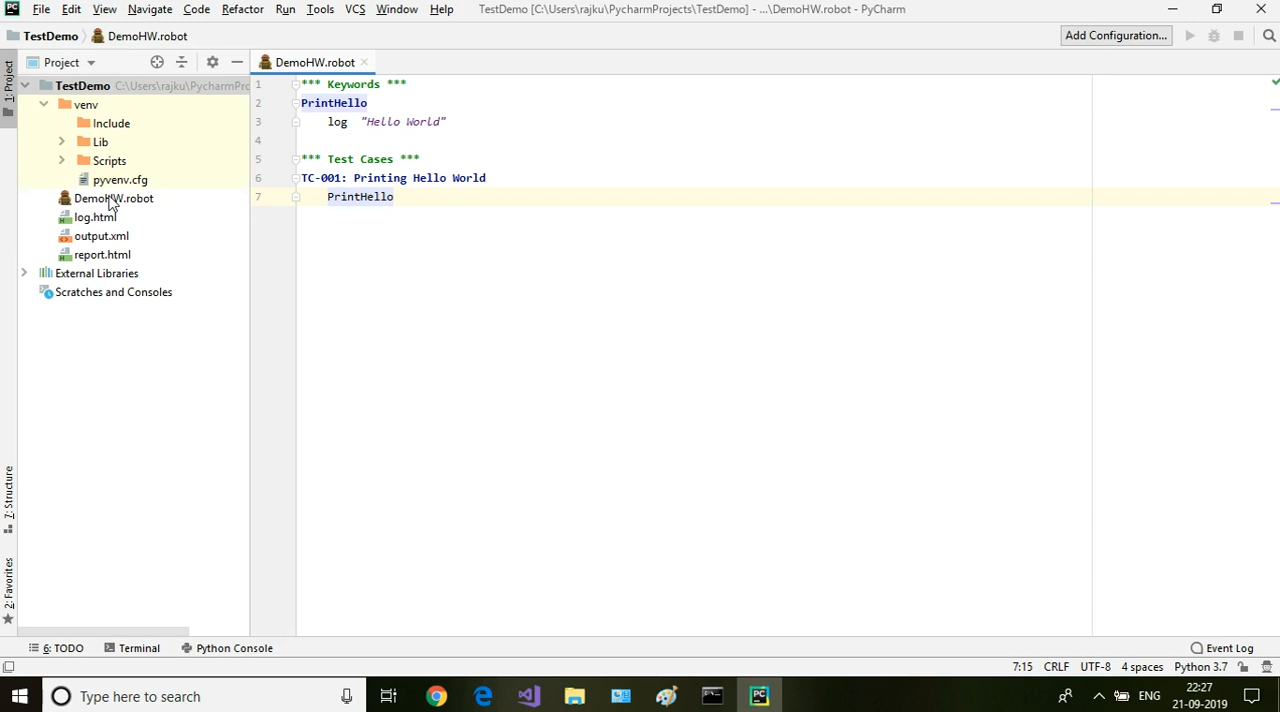 File Edit View Navigate Code Refactor Run Tools VCS Window Help TestDemo [C:\Users\rajku\PycharmProjects\TestDemo] - ...\DemoHW.robot - PyCharm
TestDemo DemoHW.robot Add Configuration...
1: Project
Project
DemoHW.robot
TestDemo C:\Users\rajku\PycharmPro
venv
Include
Lib
Scripts
pyvenv.cfg
DemoHW.robot
log.html
output.xml
report.html
External Libraries
Scratches and Consoles
1 *** Keywords ***
2 PrintHello
3 log "Hello World"
4
5 *** Test Cases ***
6 TC-001: Printing Hello World
7 PrintHello
7: Structure
2: Favorites
6: TODO Terminal Python Console Event Log
7:15 CRLF UTF-8 4 spaces Python 3.7
Type here to search
ENG
22:27
21-09-2019